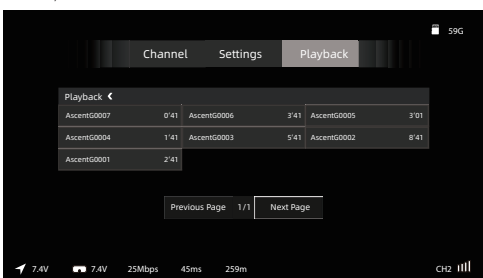 59G
Channel Settings Playback
Playback
AscentG0007 0'41 AscentG0006 3'41 AscentG0005 3'01
AscentG0004 1'41 AscentG0003 5'41 AscentG0002 8'41
AscentG0001 2'41
Previous Page 1/1 Next Page
7.4V 7.4V 25Mbps 45ms 259m CH2